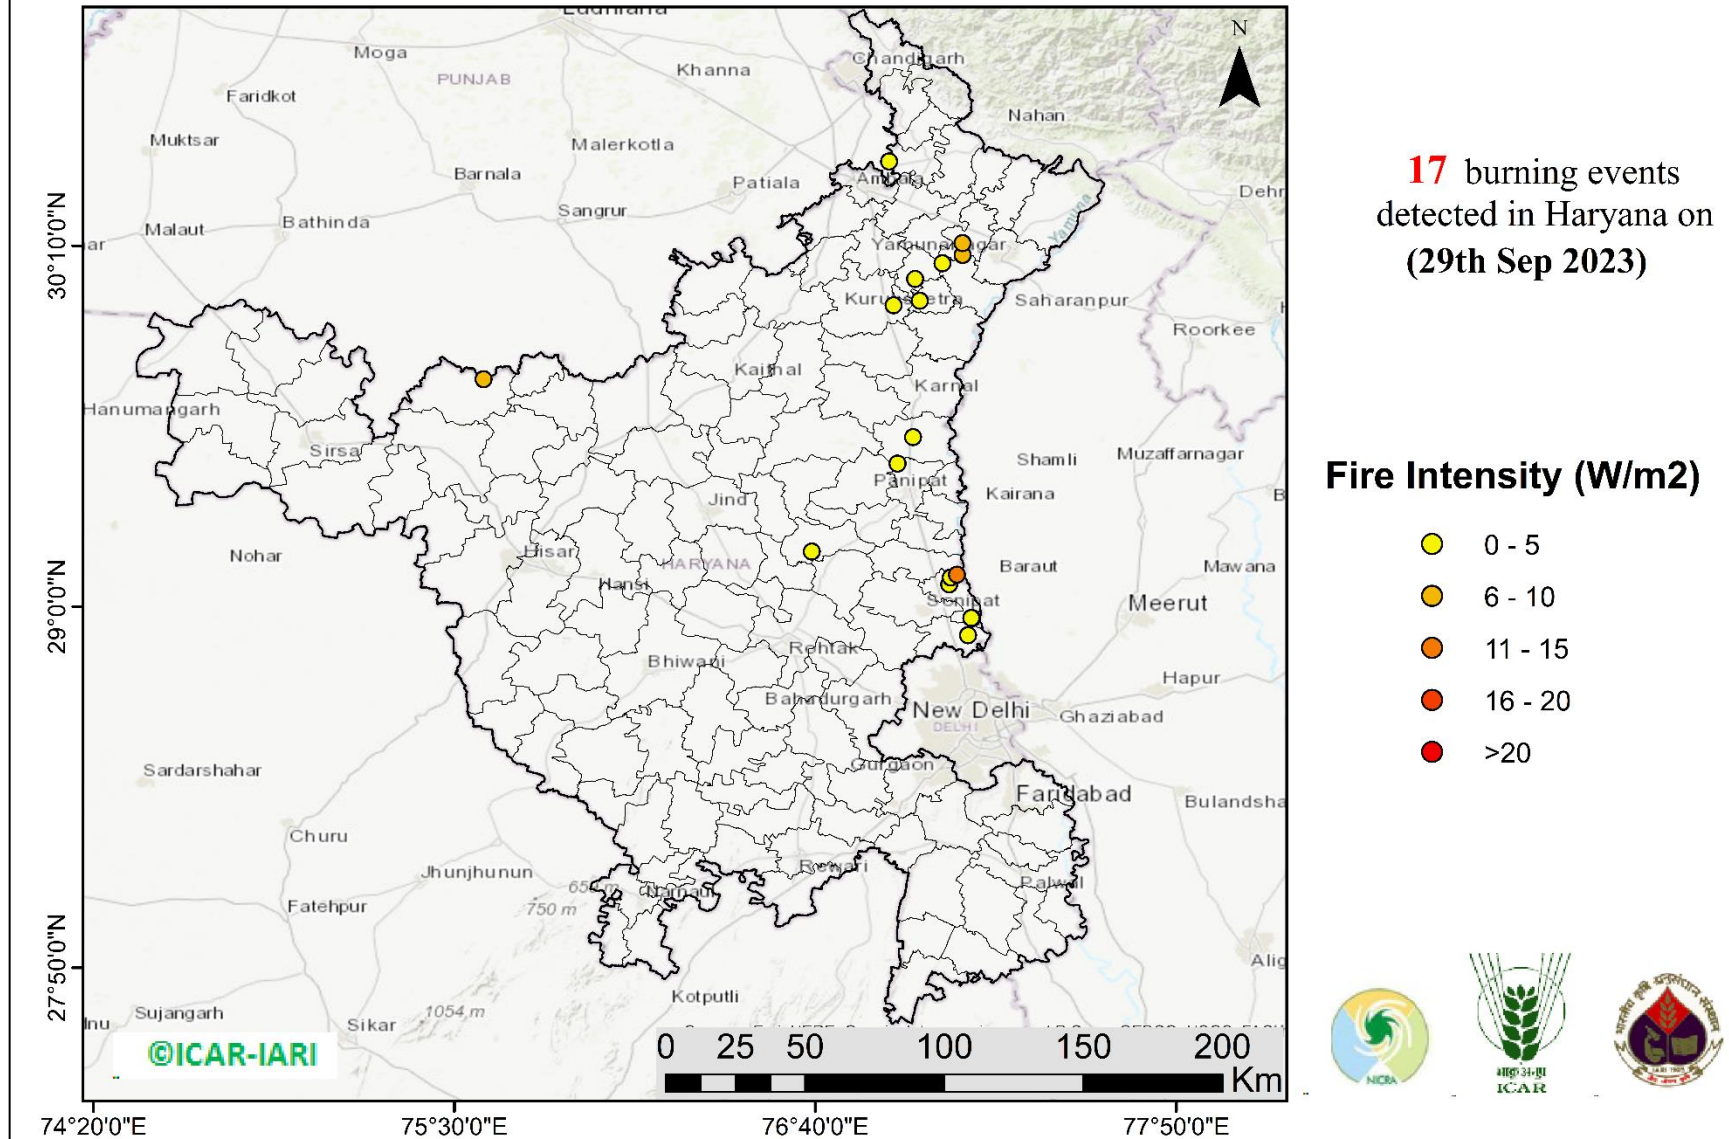 Ludhiana
Moga
PUNJAB
Khanna
Chandigarh
N
Faridkot
Nahan
Muktsar
Malerkotla
Barnala
Patiala
Ambala
Dehr
Sangrur
Bathinda
Malaut
Yamuna
ar
Yamunanagar
Kurukshetra
Saharanpur
Roorkee
Kaithal
Karnal
Hanumangarh
Sirsa
Shamli
Muzaffarnagar
Panipat
Kairana
Jind
B
Nohar
Hisar
HARYANA
Hansi
Baraut
Mawana
Sonipat
Meerut
Rohtak
Bhiwani
Hapur
Bahadurgarh
New Delhi
Ghaziabad
DELHI
Sardarshahar
Gurgaon
Faridabad
Bulandsha
Churu
Jhunjhunun
Rewari
650 m
Narnaul
Palwal
Fatehpur
750 m
Alig
Kotputli
1054 m
Sujangarh
Sikar
nu
©ICAR-IARI
0 25 50 100 150 200
Km
30°10'0"N
29°0'0"N
27°50'0"N
74°20'0"E 75°30'0"E 76°40'0"E 77°50'0"E
17 burning events
detected in Haryana on
(29th Sep 2023)
Fire Intensity (W/m2)
0 - 5
6 - 10
11 - 15
16 - 20
>20
NICRA
भाकृअनुप
ICAR